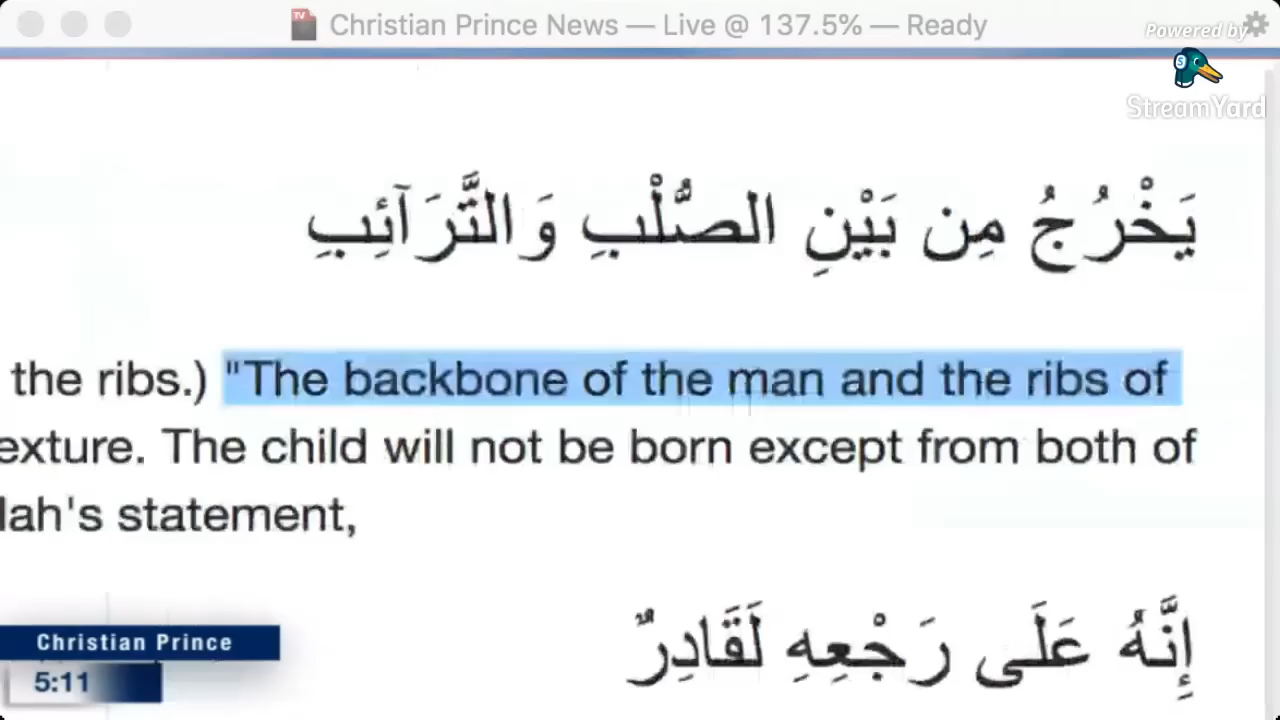 Christian Prince News — Live @ 137.5% — Ready
Powered by
StreamYard
يَخْرُجُ مِن بَيْنِ الصُّلْبِ وَالتَّرَآئِبِ
the ribs.) "The backbone of the man and the ribs of
exture. The child will not be born except from both of
lah's statement,
إِنَّهُ عَلَى رَجْعِهِ لَقَادِرٌ
Christian Prince
5:11